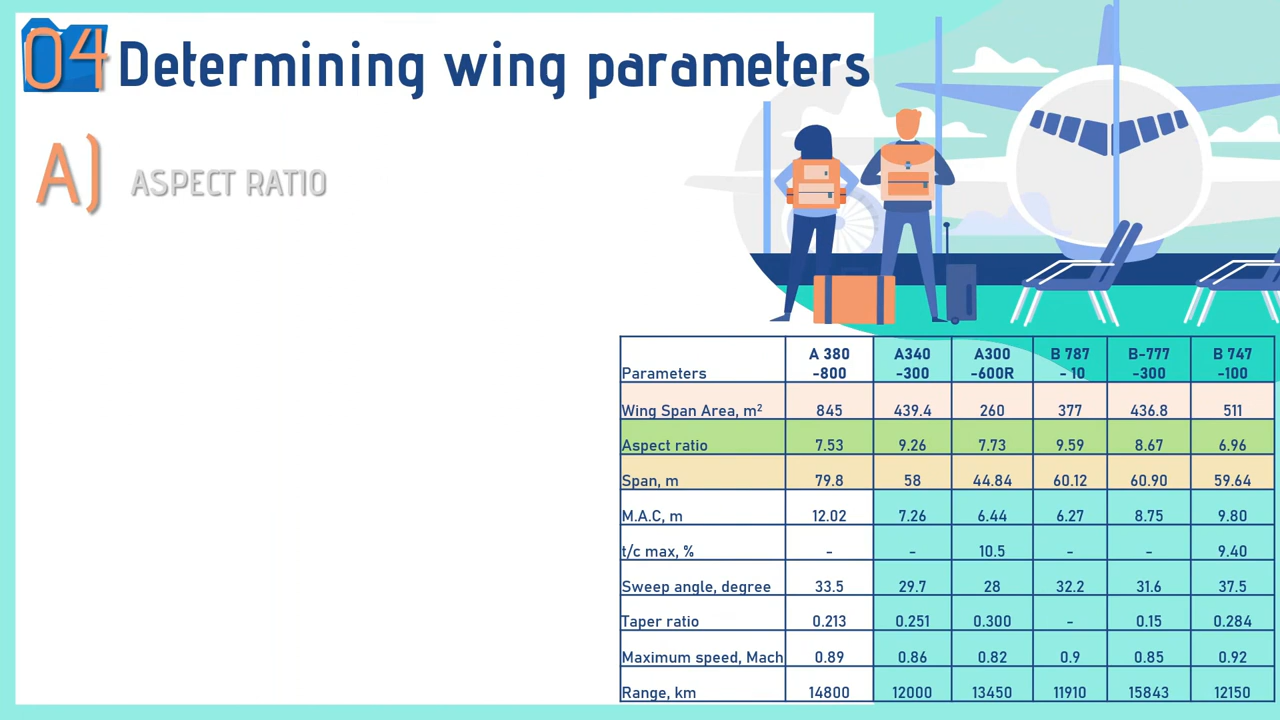 04 Determining wing parameters
A) ASPECT RATIO
Parameters A 380 -800 A340 -300 A300 -600R B 787 - 10 B-777 -300 B 747 -100
Wing Span Area, m² 845 439.4 260 377 436.8 511
Aspect ratio 7.53 9.26 7.73 9.59 8.67 6.96
Span, m 79.8 58 44.84 60.12 60.90 59.64
M.A.C, m 12.02 7.26 6.44 6.27 8.75 9.80
t/c max, % - - 10.5 - - 9.40
Sweep angle, degree 33.5 29.7 28 32.2 31.6 37.5
Taper ratio 0.213 0.251 0.300 - 0.15 0.284
Maximum speed, Mach 0.89 0.86 0.82 0.9 0.85 0.92
Range, km 14800 12000 13450 11910 15843 12150